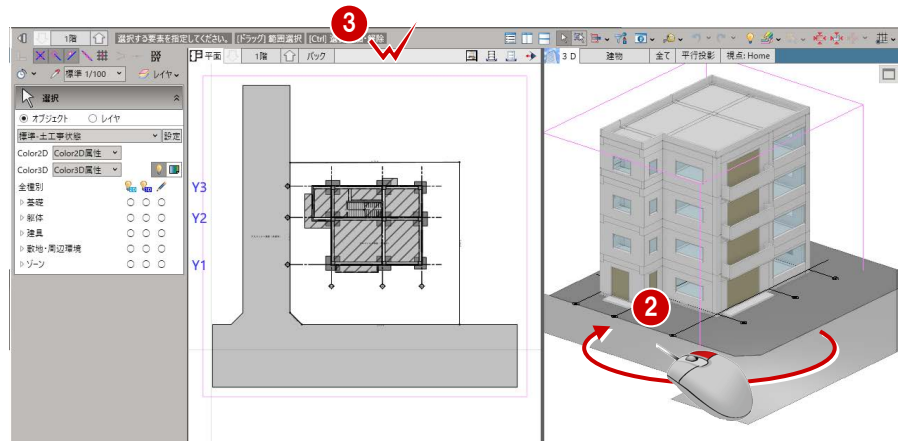 3
1階 選択する要素を指定してください。 [ドラッグ] 範囲選択 [Ctrl]
標準 1/100 レイヤ
平面 1階 バック
3 D 建物 全て 平行投影 視点: Home
選択
オブジェクト レイヤ
標準-土工事状態 設定
Color2D Color2D属性
Color3D Color3D属性
全種別
基礎
躯体
建具
敷地・周辺環境
ゾーン
Y3
Y2
Y1
2